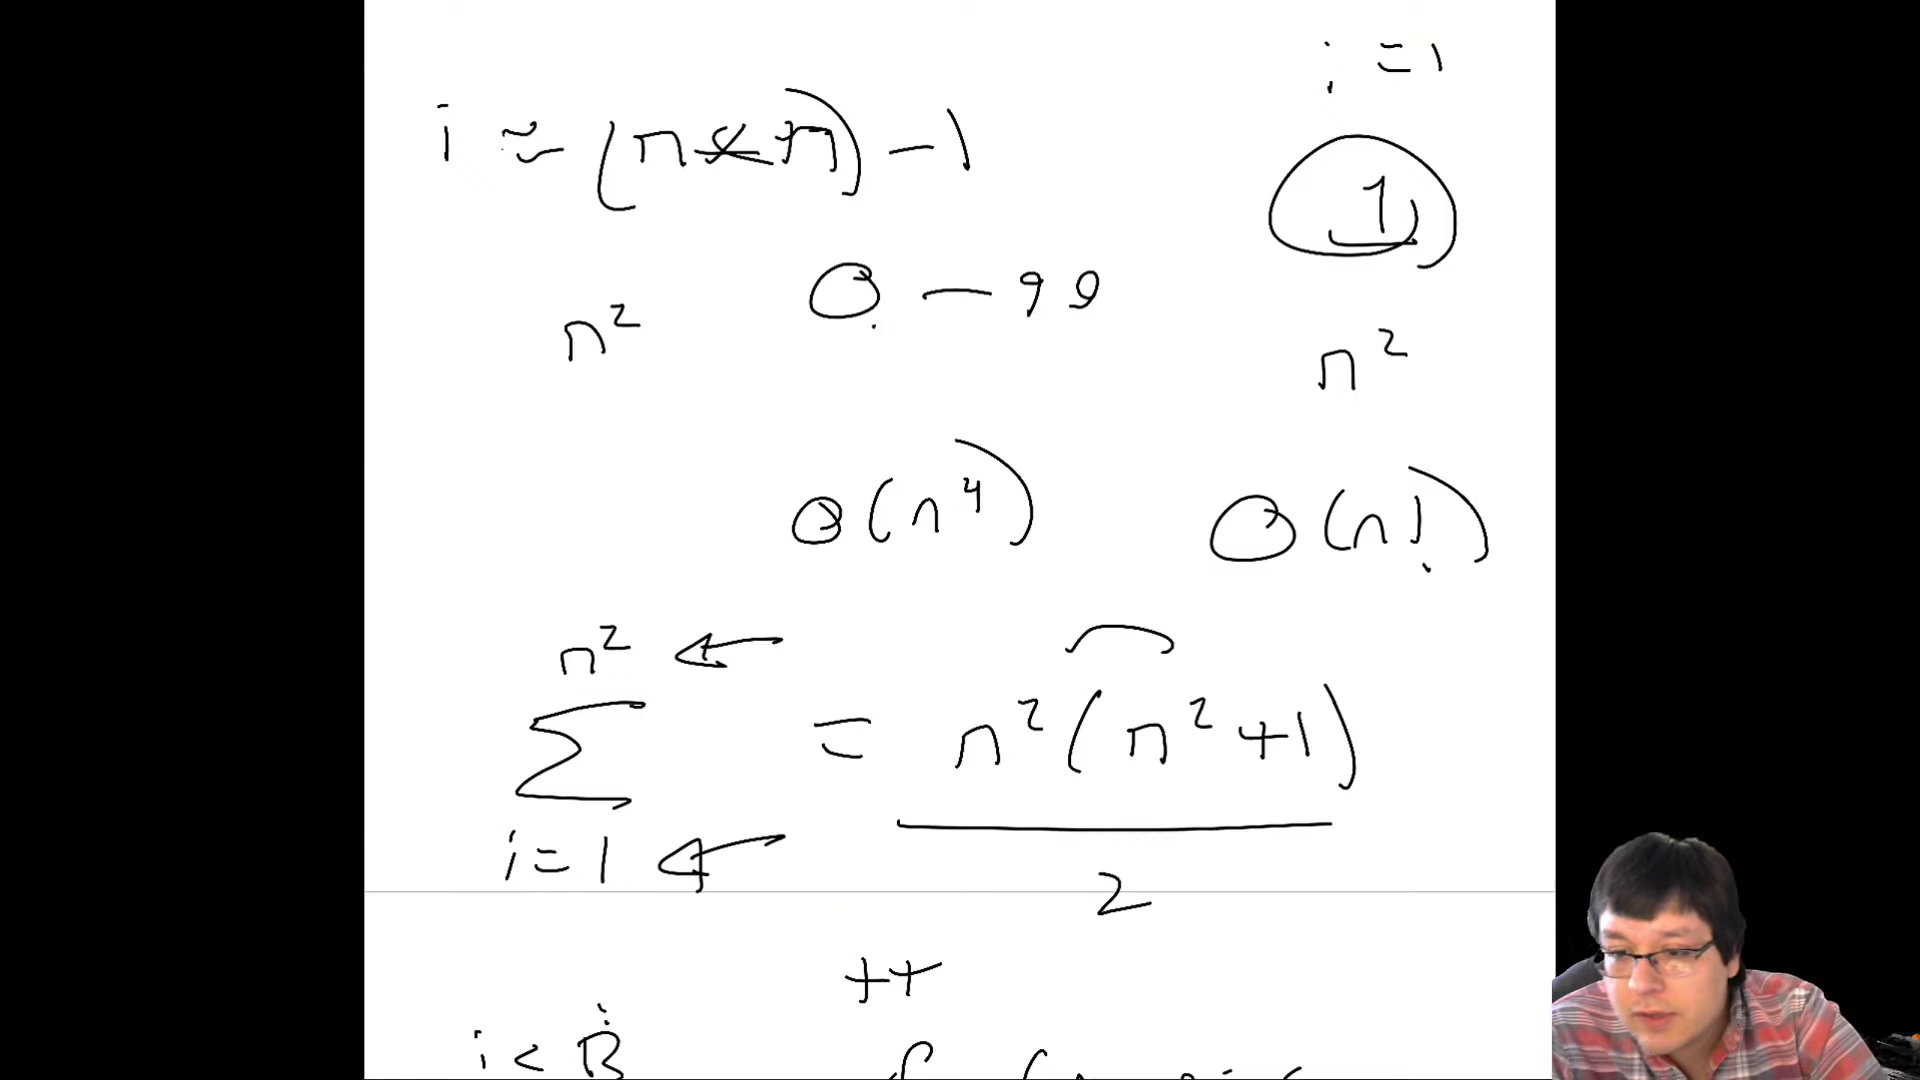 i = 1
i ≈ (n * n) - 1
1
0 - 99
n²
n²
O(n⁴) O(n!)
n²
Σ = n²(n²+1)
i = 1
2
++
i < B